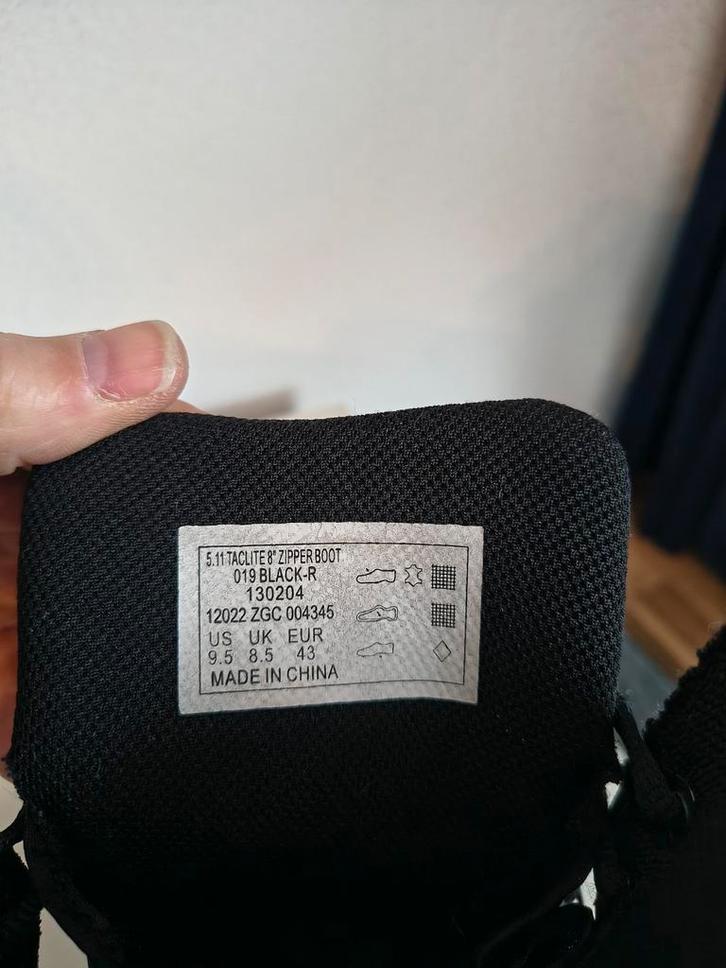 5.11 TACLITE 8" ZIPPER BOOT
019 BLACK-R
130204
12022 ZGC 004345
US UK EUR
9.5 8.5 43
MADE IN CHINA